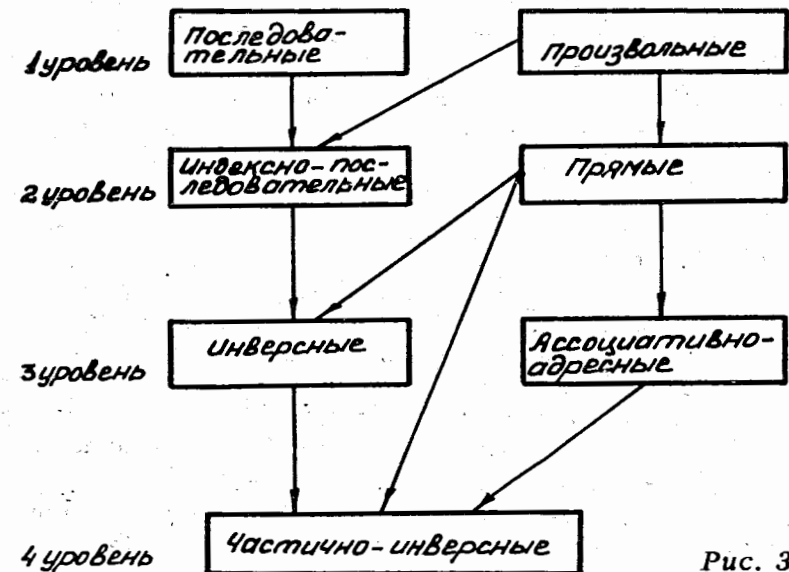 последова-
тельные
произвольные
1 уровень
Индексно-пос-
ледовательные
Прямые
2 уровень
Инверсные
Ассоциативно-
адресные
3 уровень
Частично-инверсные
4 уровень
Рис. 3